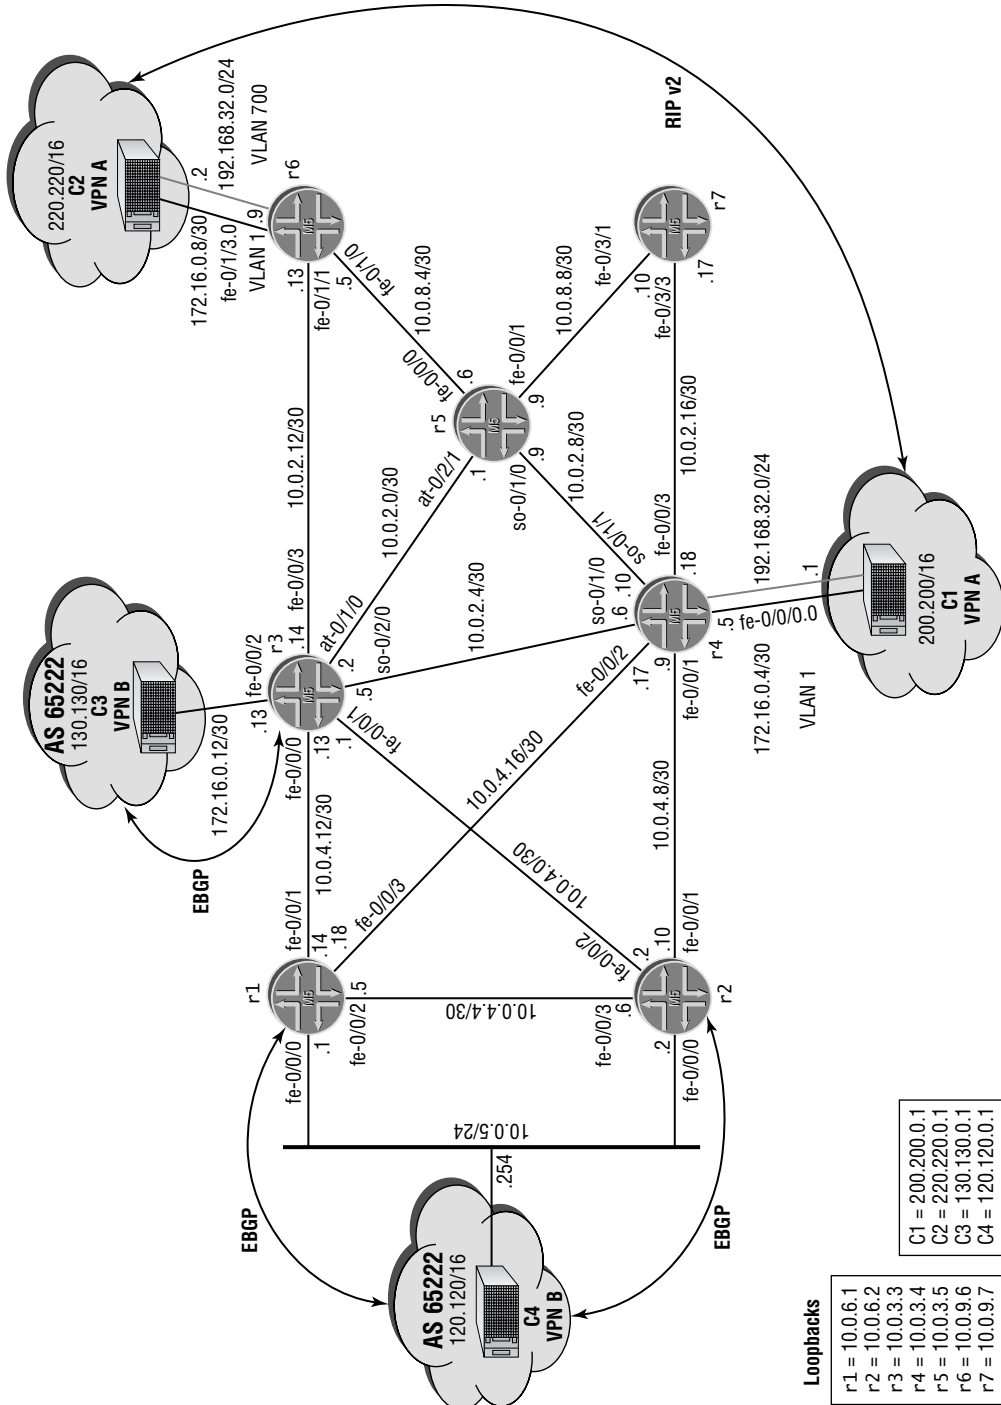 AS 65222
120.120/16
C4
VPN B
EBGP
EBGP
.254
10.0.5/24
r1
fe-0/0/0
.1
fe-0/0/2
.5
fe-0/0/1
.14
.18
fe-0/0/3
10.0.4.4/30
r2
fe-0/0/0
.2
fe-0/0/3
.6
fe-0/0/2
.2
.10
fe-0/0/1
10.0.4.12/30
10.0.4.16/30
10.0.4.0/30
10.0.4.8/30
EBGP
AS 65222
130.130/16
C3
VPN B
172.16.0.12/30
.13
fe-0/0/2
r3
fe-0/0/0
.13
.1
fe-0/0/1
.14
fe-0/0/3
at-0/1/0
.2
so-0/2/0
.5
10.0.2.12/30
10.0.2.0/30
10.0.2.4/30
r4
fe-0/0/2
.17
.9
fe-0/0/1
so-0/1/0
.6
.10
so-0/1/1
fe-0/0/3
.18
.5
fe-0/0/0.0
172.16.0.4/30
VLAN 1
192.168.32.0/24
.1
200.200/16
C1
VPN A
r5
at-0/2/1
.1
so-0/1/0
.9
fe-0/0/0
.6
fe-0/0/1
.9
10.0.2.8/30
10.0.2.16/30
10.0.8.4/30
10.0.8.8/30
r6
.13
fe-0/1/1
.5
fe-0/1/0
172.16.0.8/30
fe-0/1/3.0
VLAN 1
.9
.2
192.168.32.0/24
VLAN 700
220.220/16
C2
VPN A
r7
fe-0/3/1
.10
fe-0/3/3
.17
RIP v2
M5
M5
M5
M5
M5
M5
M5
Loopbacks
r1 = 10.0.6.1
r2 = 10.0.6.2
r3 = 10.0.3.3
r4 = 10.0.3.4
r5 = 10.0.3.5
r6 = 10.0.9.6
r7 = 10.0.9.7
C1 = 200.200.0.1
C2 = 220.220.0.1
C3 = 130.130.0.1
C4 = 120.120.0.1